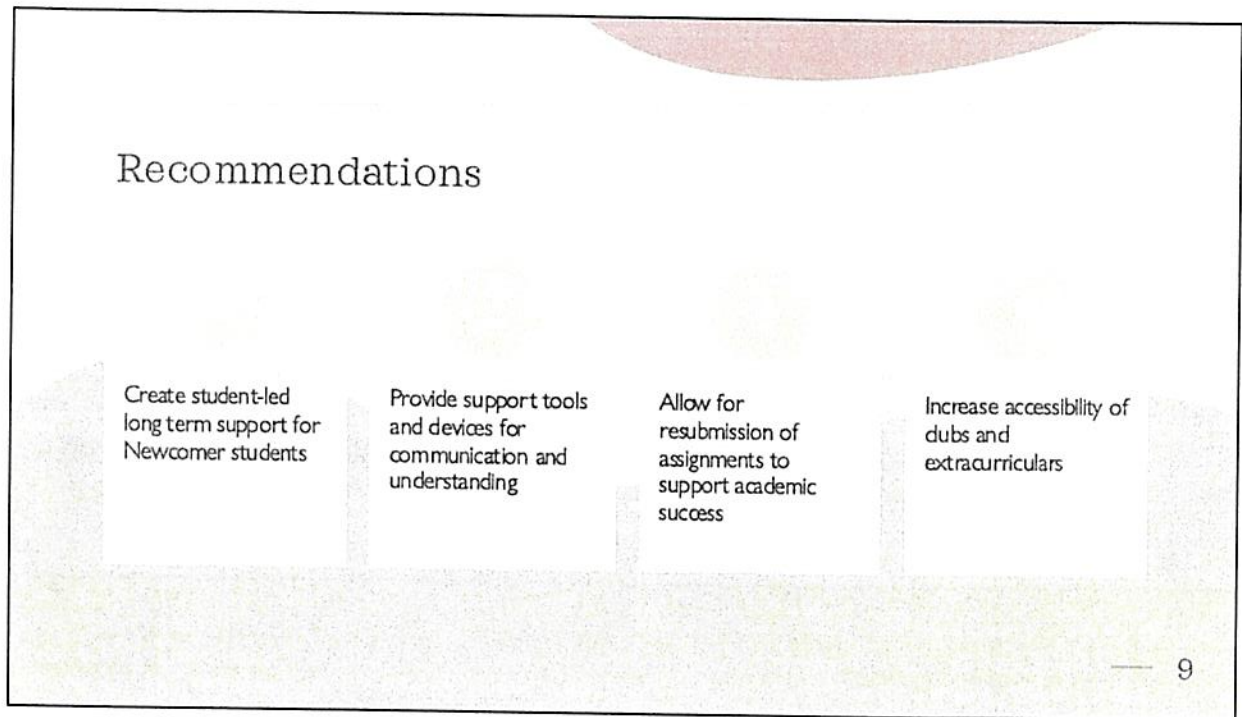 Recommendations
Create student-led
long term support for
Newcomer students
Provide support tools
and devices for
communication and
understanding
Allow for
resubmission of
assignments to
support academic
success
Increase accessibility of
clubs and
extracurriculars
9